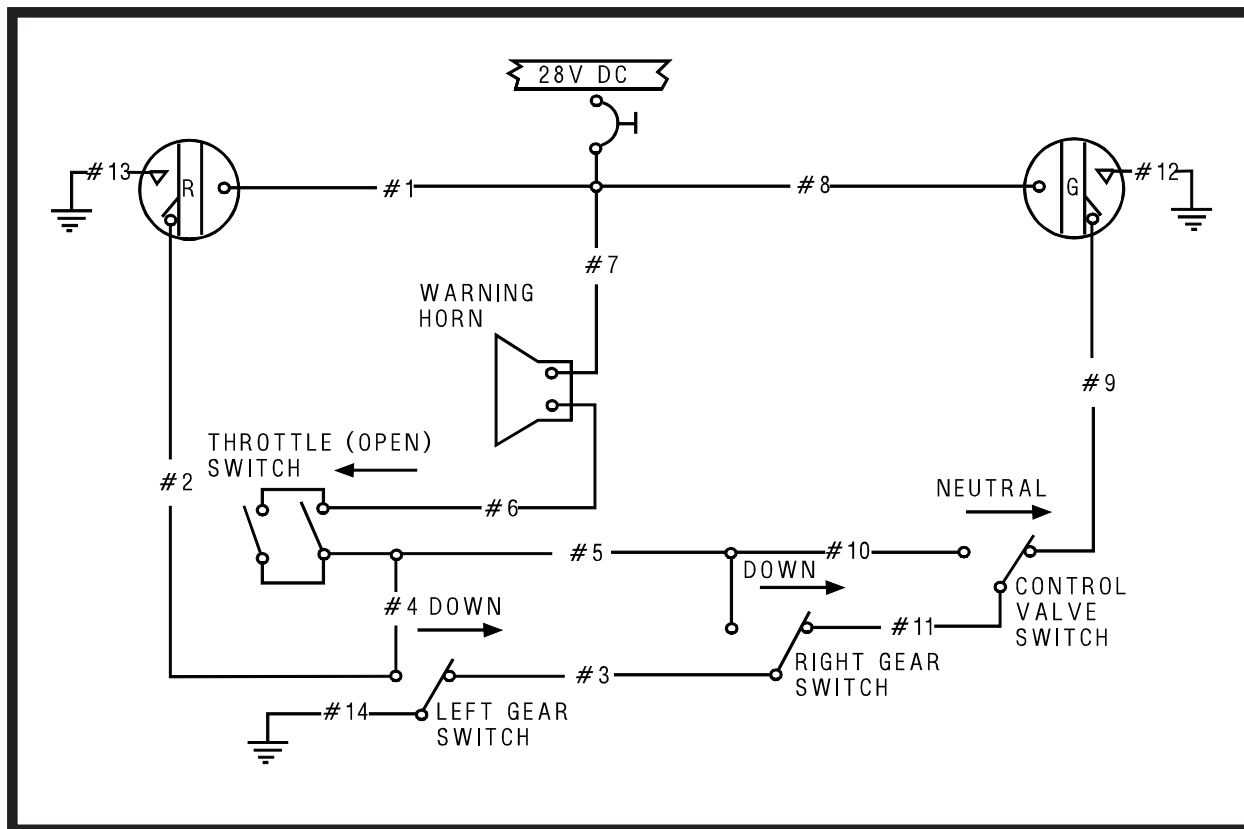 28V DC
#13
R
#1
#8
G
#12
#7
WARNING
HORN
#9
THROTTLE (OPEN)
SWITCH
#2
#6
NEUTRAL
#5
#10
DOWN
#4 DOWN
CONTROL
VALVE
SWITCH
#11
#3
RIGHT GEAR
SWITCH
#14
LEFT GEAR
SWITCH